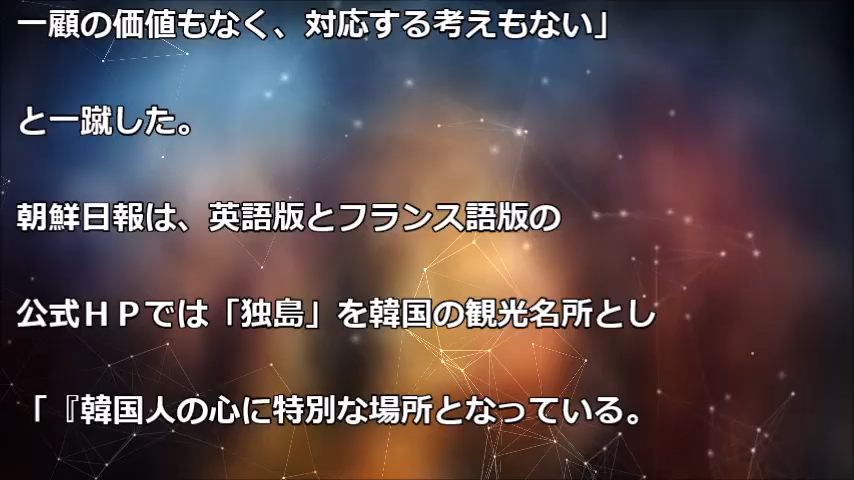 一顧の価値もなく、対応する考えもない」
と一蹴した。
朝鮮日報は、英語版とフランス語版の
公式ＨＰでは「独島」を韓国の観光名所とし
「『韓国人の心に特別な場所となっている。